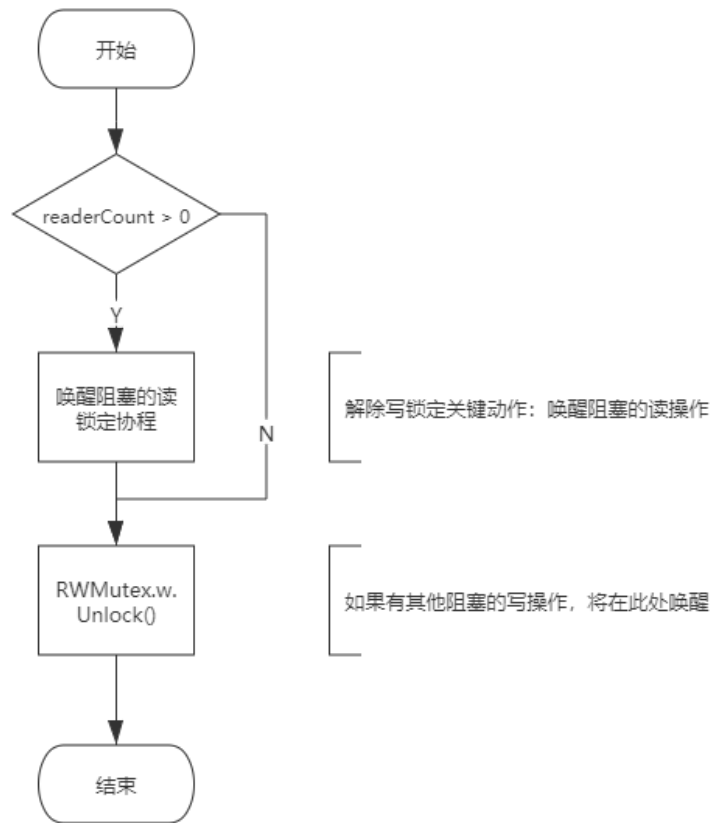 开始
readerCount > 0
Y
唤醒阻塞的读
锁定协程
解除写锁定关键动作：唤醒阻塞的读操作
N
RWMutex.w.
Unlock()
如果有其他阻塞的写操作，将在此处唤醒
结束